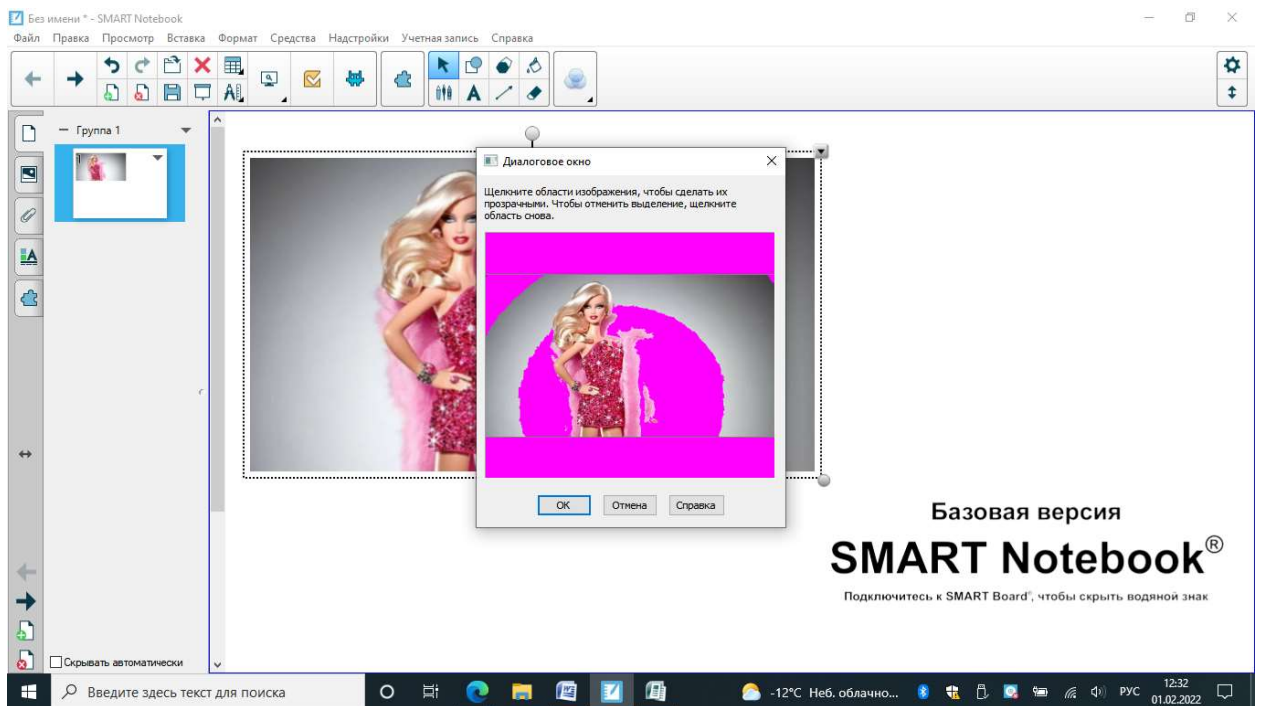 Без имени * - SMART Notebook
Файл Правка Просмотр Вставка Формат Средства Надстройки Учетная запись Справка
Группа 1
1
Диалоговое окно
Щелкните области изображения, чтобы сделать их
прозрачными. Чтобы отменить выделение, щелкните
область снова.
OK Отмена Справка
Базовая версия
SMART Notebook®
Подключитесь к SMART Board®, чтобы скрыть водяной знак
Скрывать автоматически
Введите здесь текст для поиска
-12°C Неб. облачно... РУС 12:32
01.02.2022